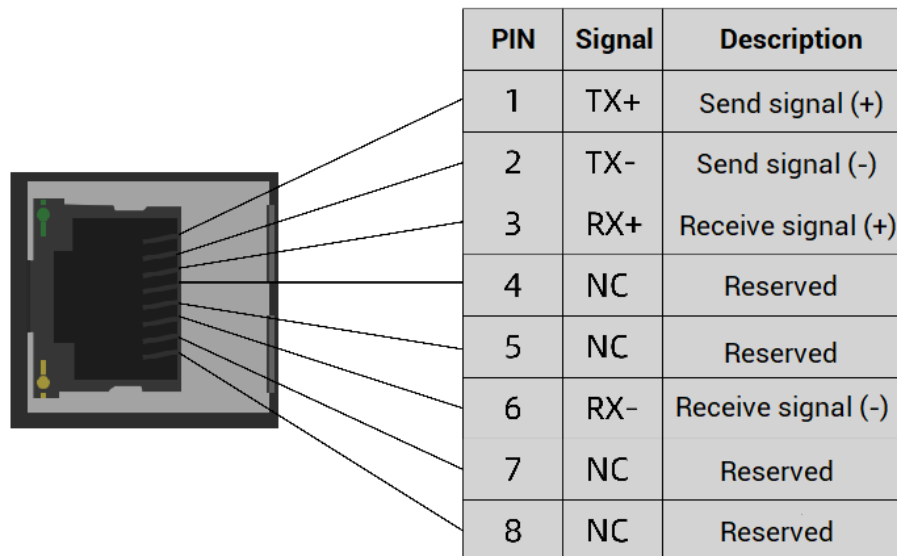 PIN Signal Description
1 TX+ Send signal (+)
2 TX- Send signal (-)
3 RX+ Receive signal (+)
4 NC Reserved
5 NC Reserved
6 RX- Receive signal (-)
7 NC Reserved
8 NC Reserved